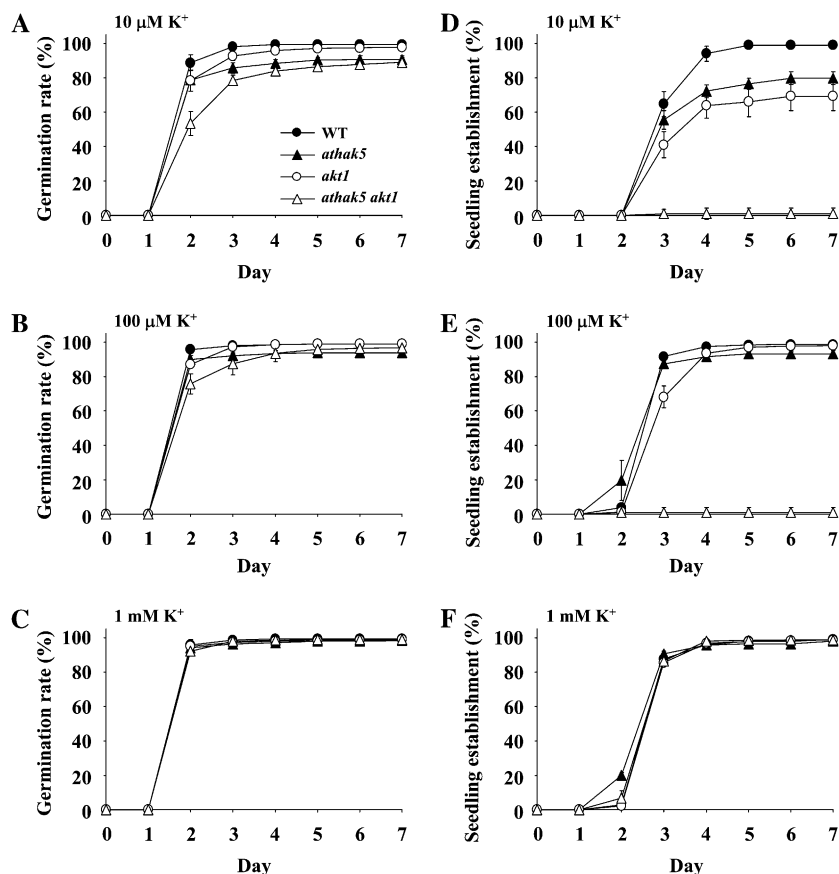 A
10 μM K+
Germination rate (%)
100
80
60
40
20
0
0 1 2 3 4 5 6 7
Day
WT
athak5
akt1
athak5 akt1
D
10 μM K+
Seedling establishment (%)
100
80
60
40
20
0
0 1 2 3 4 5 6 7
Day
B
100 μM K+
Germination rate (%)
100
80
60
40
20
0
0 1 2 3 4 5 6 7
Day
E
100 μM K+
Seedling establishment (%)
100
80
60
40
20
0
0 1 2 3 4 5 6 7
Day
C
1 mM K+
Germination rate (%)
100
80
60
40
20
0
0 1 2 3 4 5 6 7
Day
F
1 mM K+
Seedling establishment (%)
100
80
60
40
20
0
0 1 2 3 4 5 6 7
Day